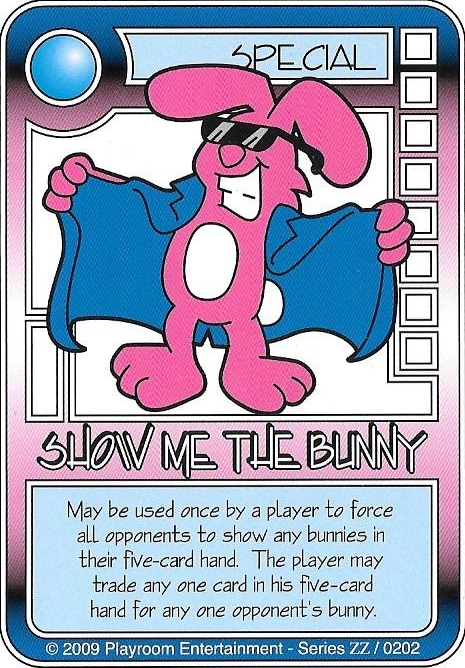 SPECIAL
SHOW ME THE BUNNY
May be used once by a player to force
all opponents to show any bunnies in
their five-card hand. The player may
trade any one card in his five-card
hand for any one opponent's bunny.
© 2009 Playroom Entertainment - Series ZZ / 0202